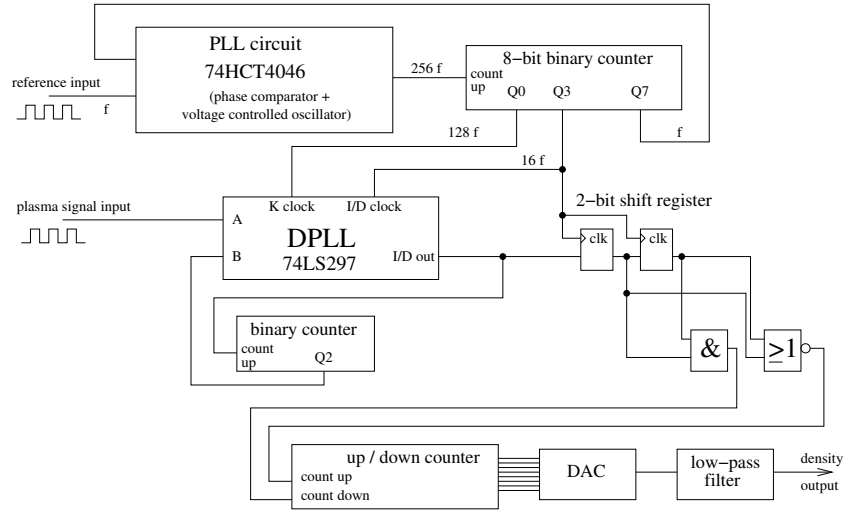 PLL circuit
74HCT4046
(phase comparator +
voltage controlled oscillator)
reference input
f
256 f
8−bit binary counter
count
up
Q0
Q3
Q7
f
128 f
16 f
plasma signal input
K clock
I/D clock
A
DPLL
B
74LS297
I/D out
2−bit shift register
clk
clk
binary counter
count
up
Q2
&
≥1
up / down counter
count up
count down
DAC
low−pass
filter
density
output